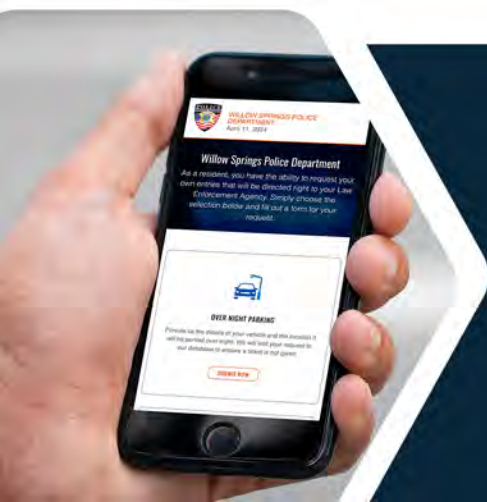 POLICE
WILLOW SPRINGS POLICE
DEPARTMENT
April 11, 2024
Willow Springs Police Department
As a resident, you have the ability to request your
own entries that will be directed right to your Law
Enforcement Agency. Simply choose the
selection below and fill out a form for your
request.
OVER NIGHT PARKING
Provide us the details of your vehicle and the location it
will be parked over night. We will add your request to
our database to ensure a ticket is not given.
SUBMIT NOW